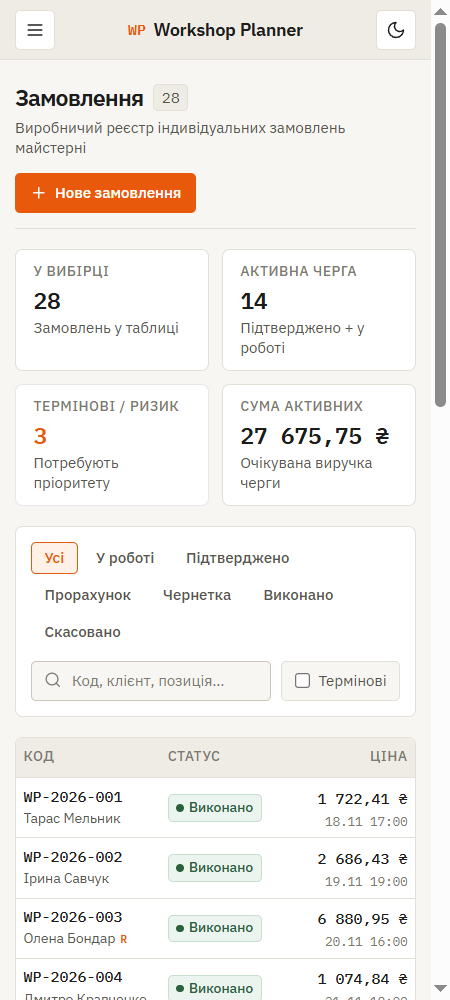 WP Workshop Planner
Замовлення 28
Виробничий реєстр індивідуальних замовлень
майстерні
+ Нове замовлення
У ВИБІРЦІ
28
Замовлень у таблиці
АКТИВНА ЧЕРГА
14
Підтверджено + у
роботі
ТЕРМІНОВІ / РИЗИК
3
Потребують
пріоритету
СУМА АКТИВНИХ
27 675,75 ₴
Очікувана виручка
черги
Усі У роботі Підтверджено
Прорахунок Чернетка Виконано
Скасовано
Код, клієнт, позиція... Термінові
КОД СТАТУС ЦІНА
WP-2026-001 Виконано 1 722,41 ₴
Тарас Мельник 18.11 17:00
WP-2026-002 Виконано 2 686,43 ₴
Ірина Савчук 19.11 19:00
WP-2026-003 Виконано 6 880,95 ₴
Олена Бондар R 20.11 16:00
WP-2026-004 Виконано 1 074,84 ₴
Дмитро Кравченко